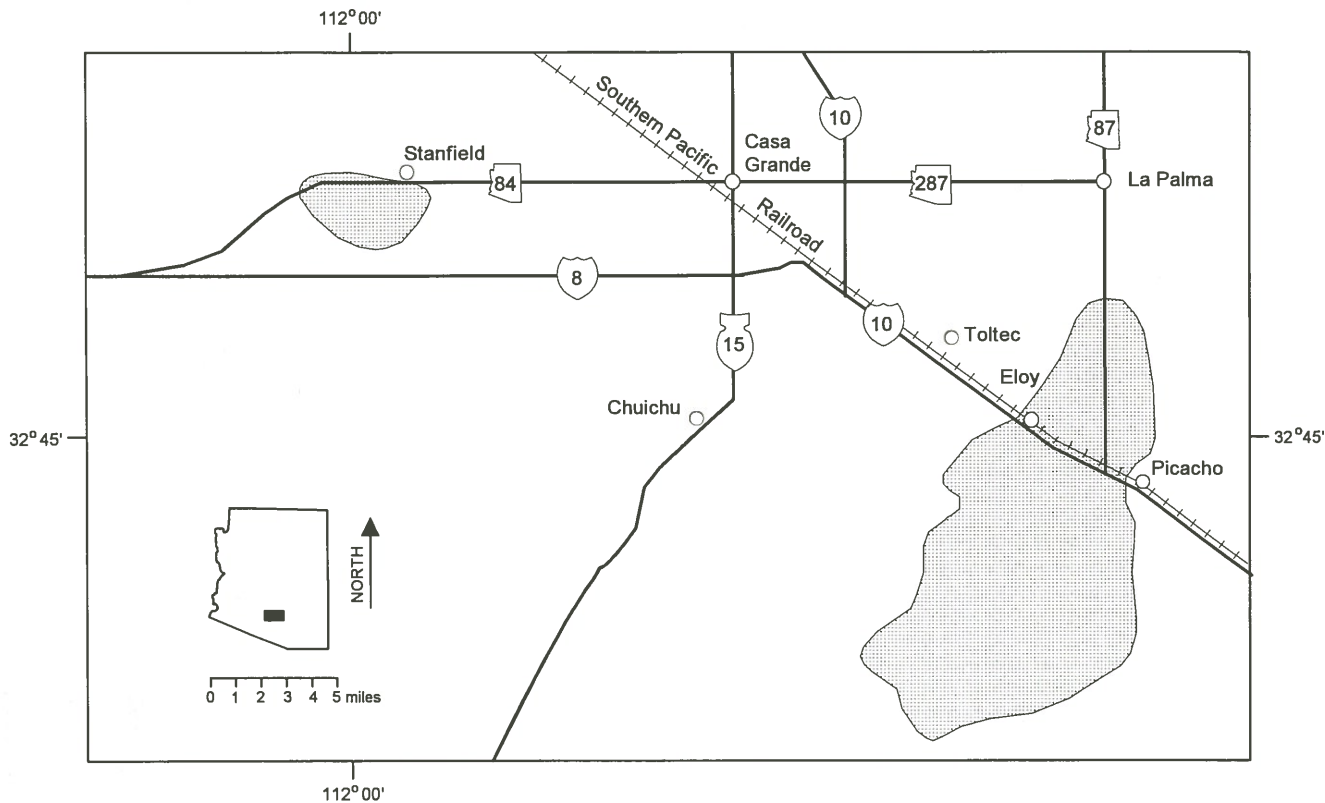 112° 00'
Southern Pacific
Railroad
10
87
Casa
Grande
Stanfield
84
287
La Palma
8
15
10
Toltec
Eloy
Chuichu
32° 45'
32° 45'
Picacho
NORTH
0 1 2 3 4 5 miles
112° 00'